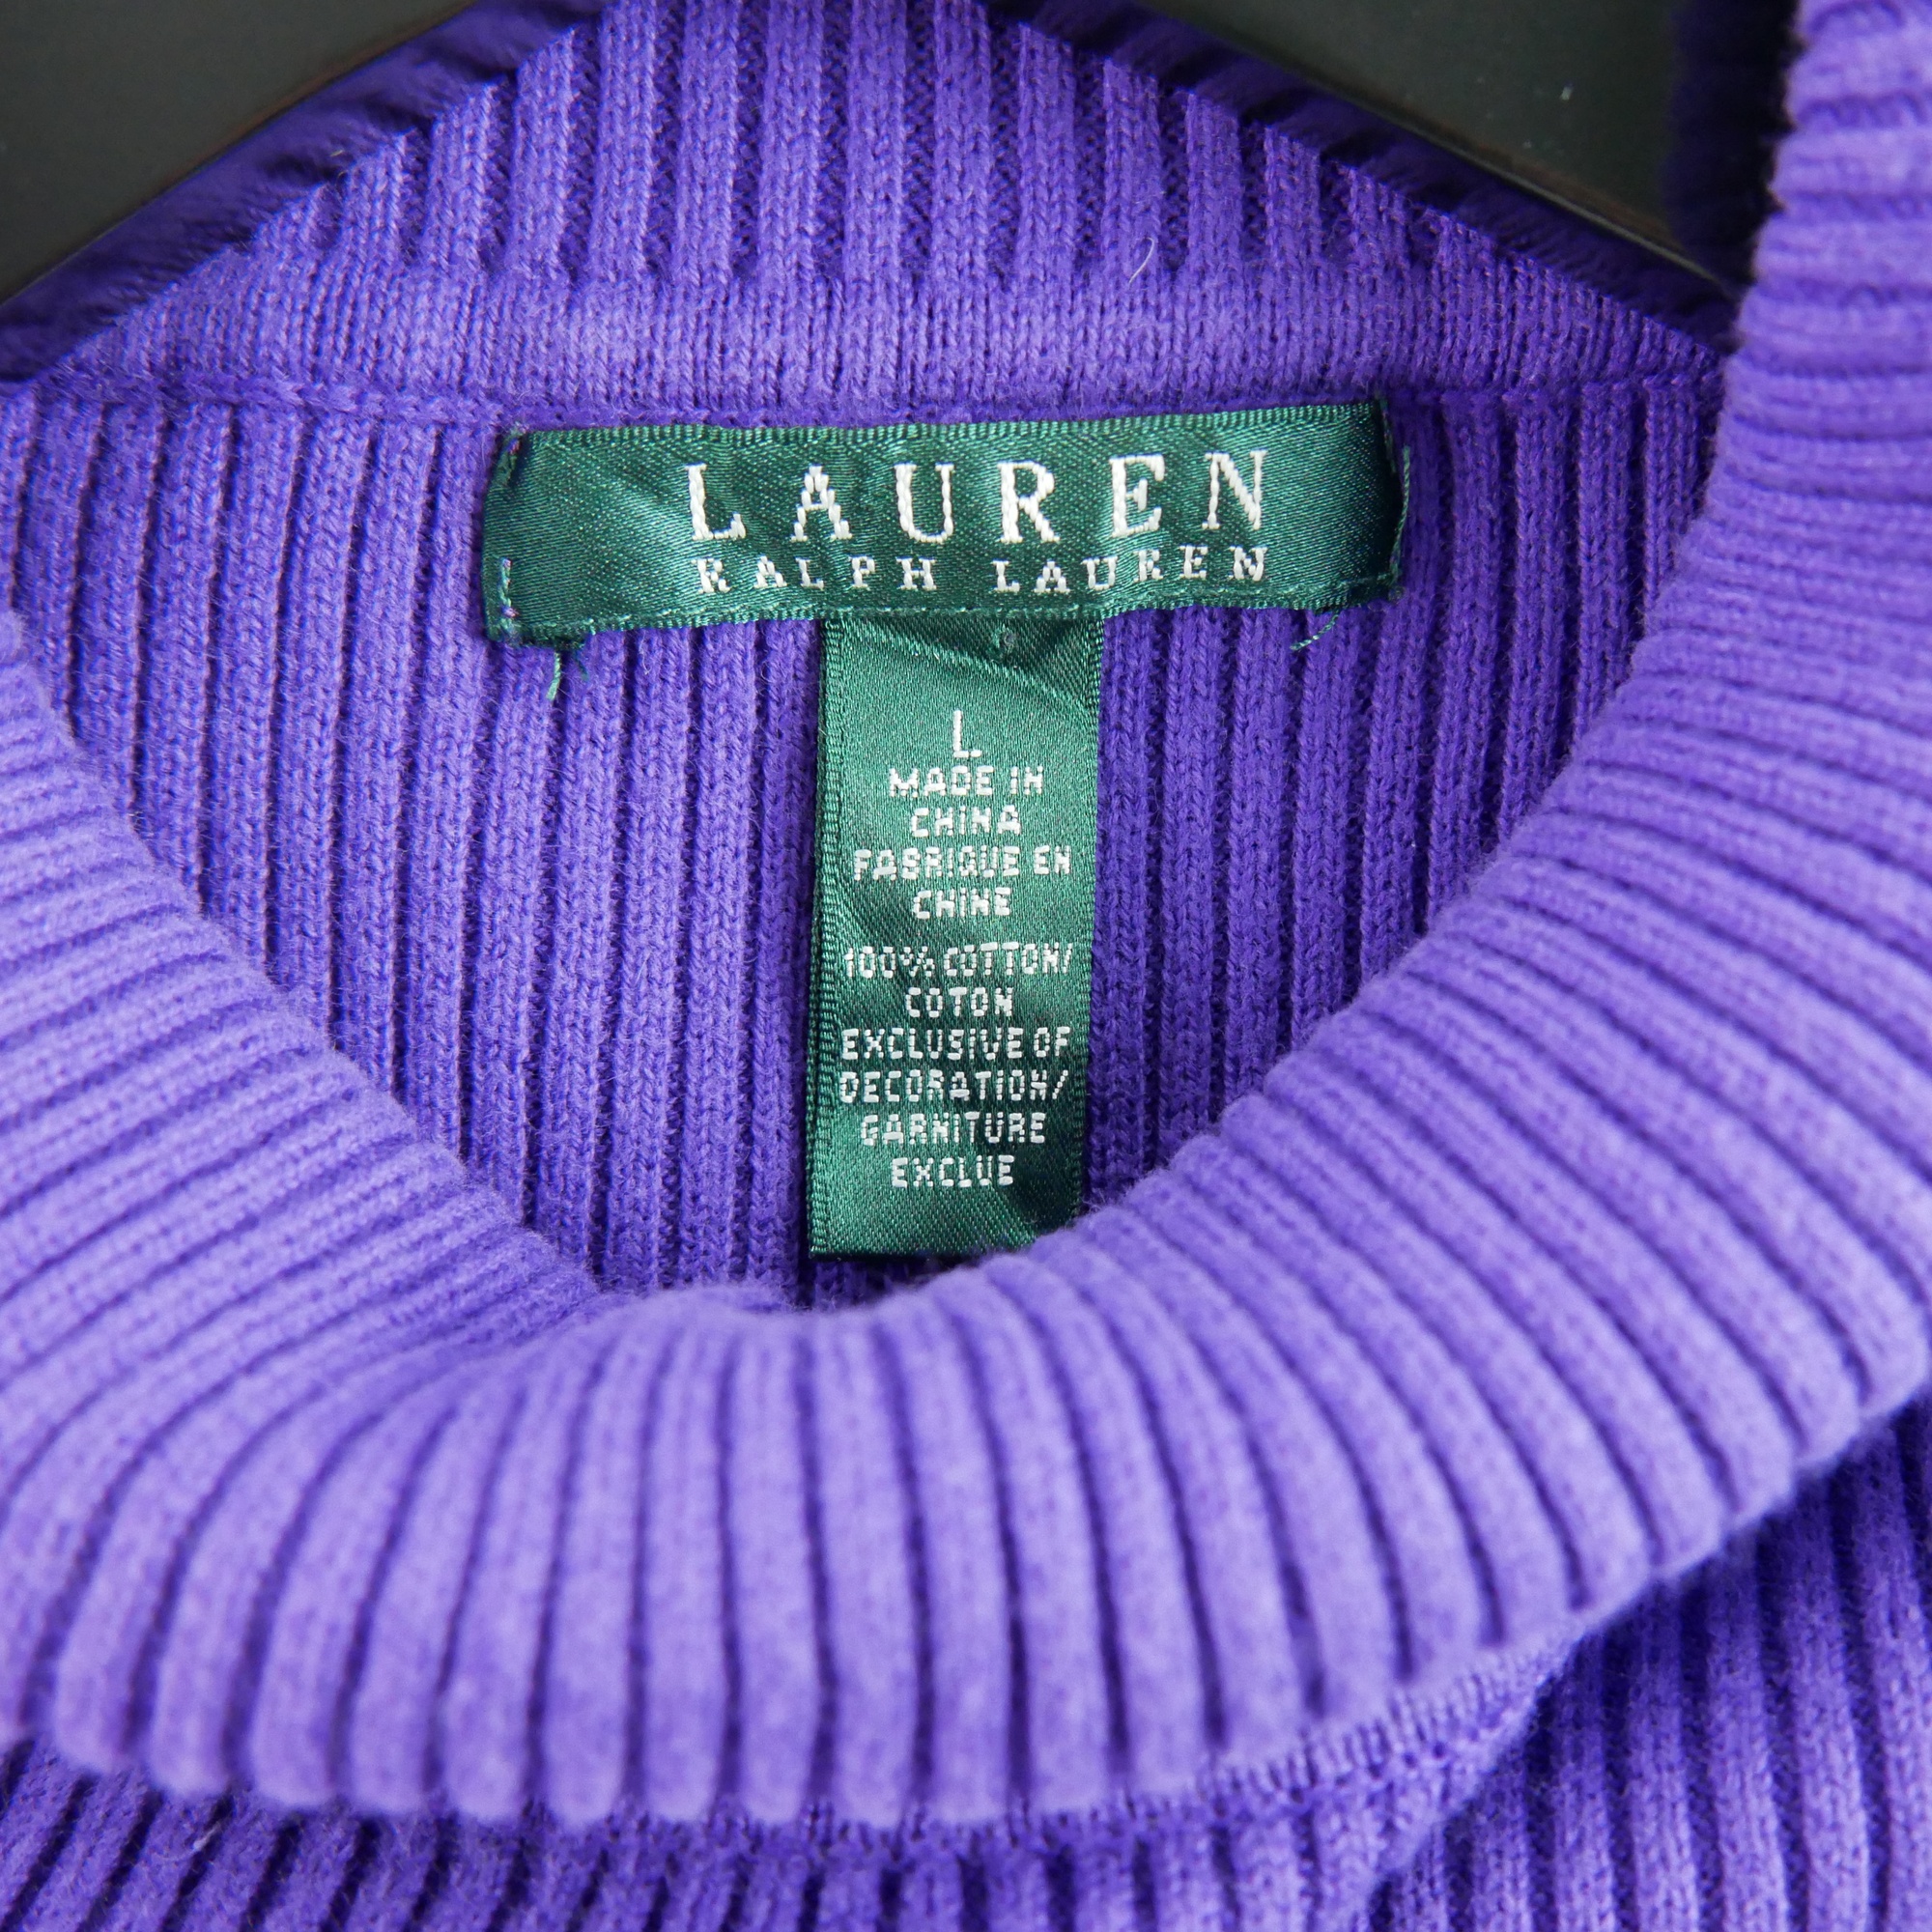 LAUREN
RALPH LAUREN
L
MADE IN
CHINA
FABRIQUE EN
CHINE
100% COTTON/
COTON
EXCLUSIVE OF
DECORATION/
GARNITURE
EXCLUE